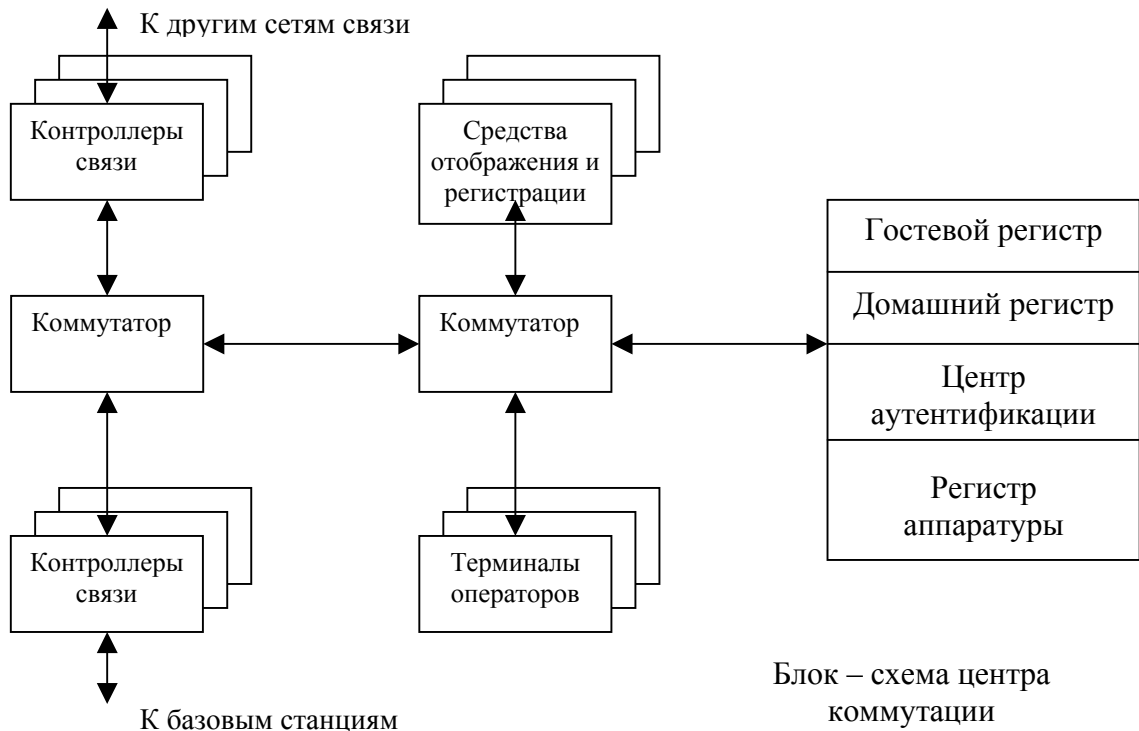 К другим сетям связи
Контроллеры
связи
Средства
отображения и
регистрации
Гостевой регистр
Домашний регистр
Коммутатор
Коммутатор
Центр
аутентификации
Регистр
аппаратуры
Контроллеры
связи
Терминалы
операторов
К базовым станциям
Блок – схема центра
коммутации